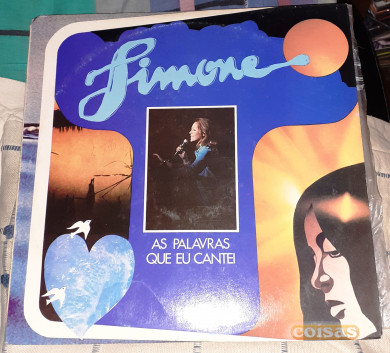 Simone
AS PALAVRAS
QUE EU CANTEI
coisas